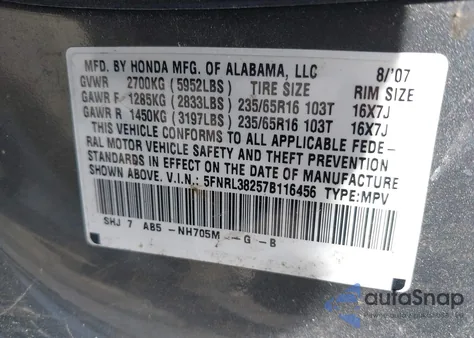 MFD. BY HONDA MFG. OF ALABAMA, LLC 8/'07
GVWR 2700KG (5952LBS) TIRE SIZE RIM SIZE
GAWR F 1285KG (2833LBS) 235/65R16 103T 16X7J
GAWR R 1450KG (3197LBS) 235/65R16 103T 16X7J
THIS VEHICLE CONFORMS TO ALL APPLICABLE FEDE-
RAL MOTOR VEHICLE SAFETY AND THEFT PREVENTION
STANDARDS IN EFFECT ON THE DATE OF MANUFACTURE
SHOWN ABOVE. V.I.N.: 5FNRL38257B116456 TYPE: MPV
SHJ 7 AB5 -NH705M -G -B
autoSnap